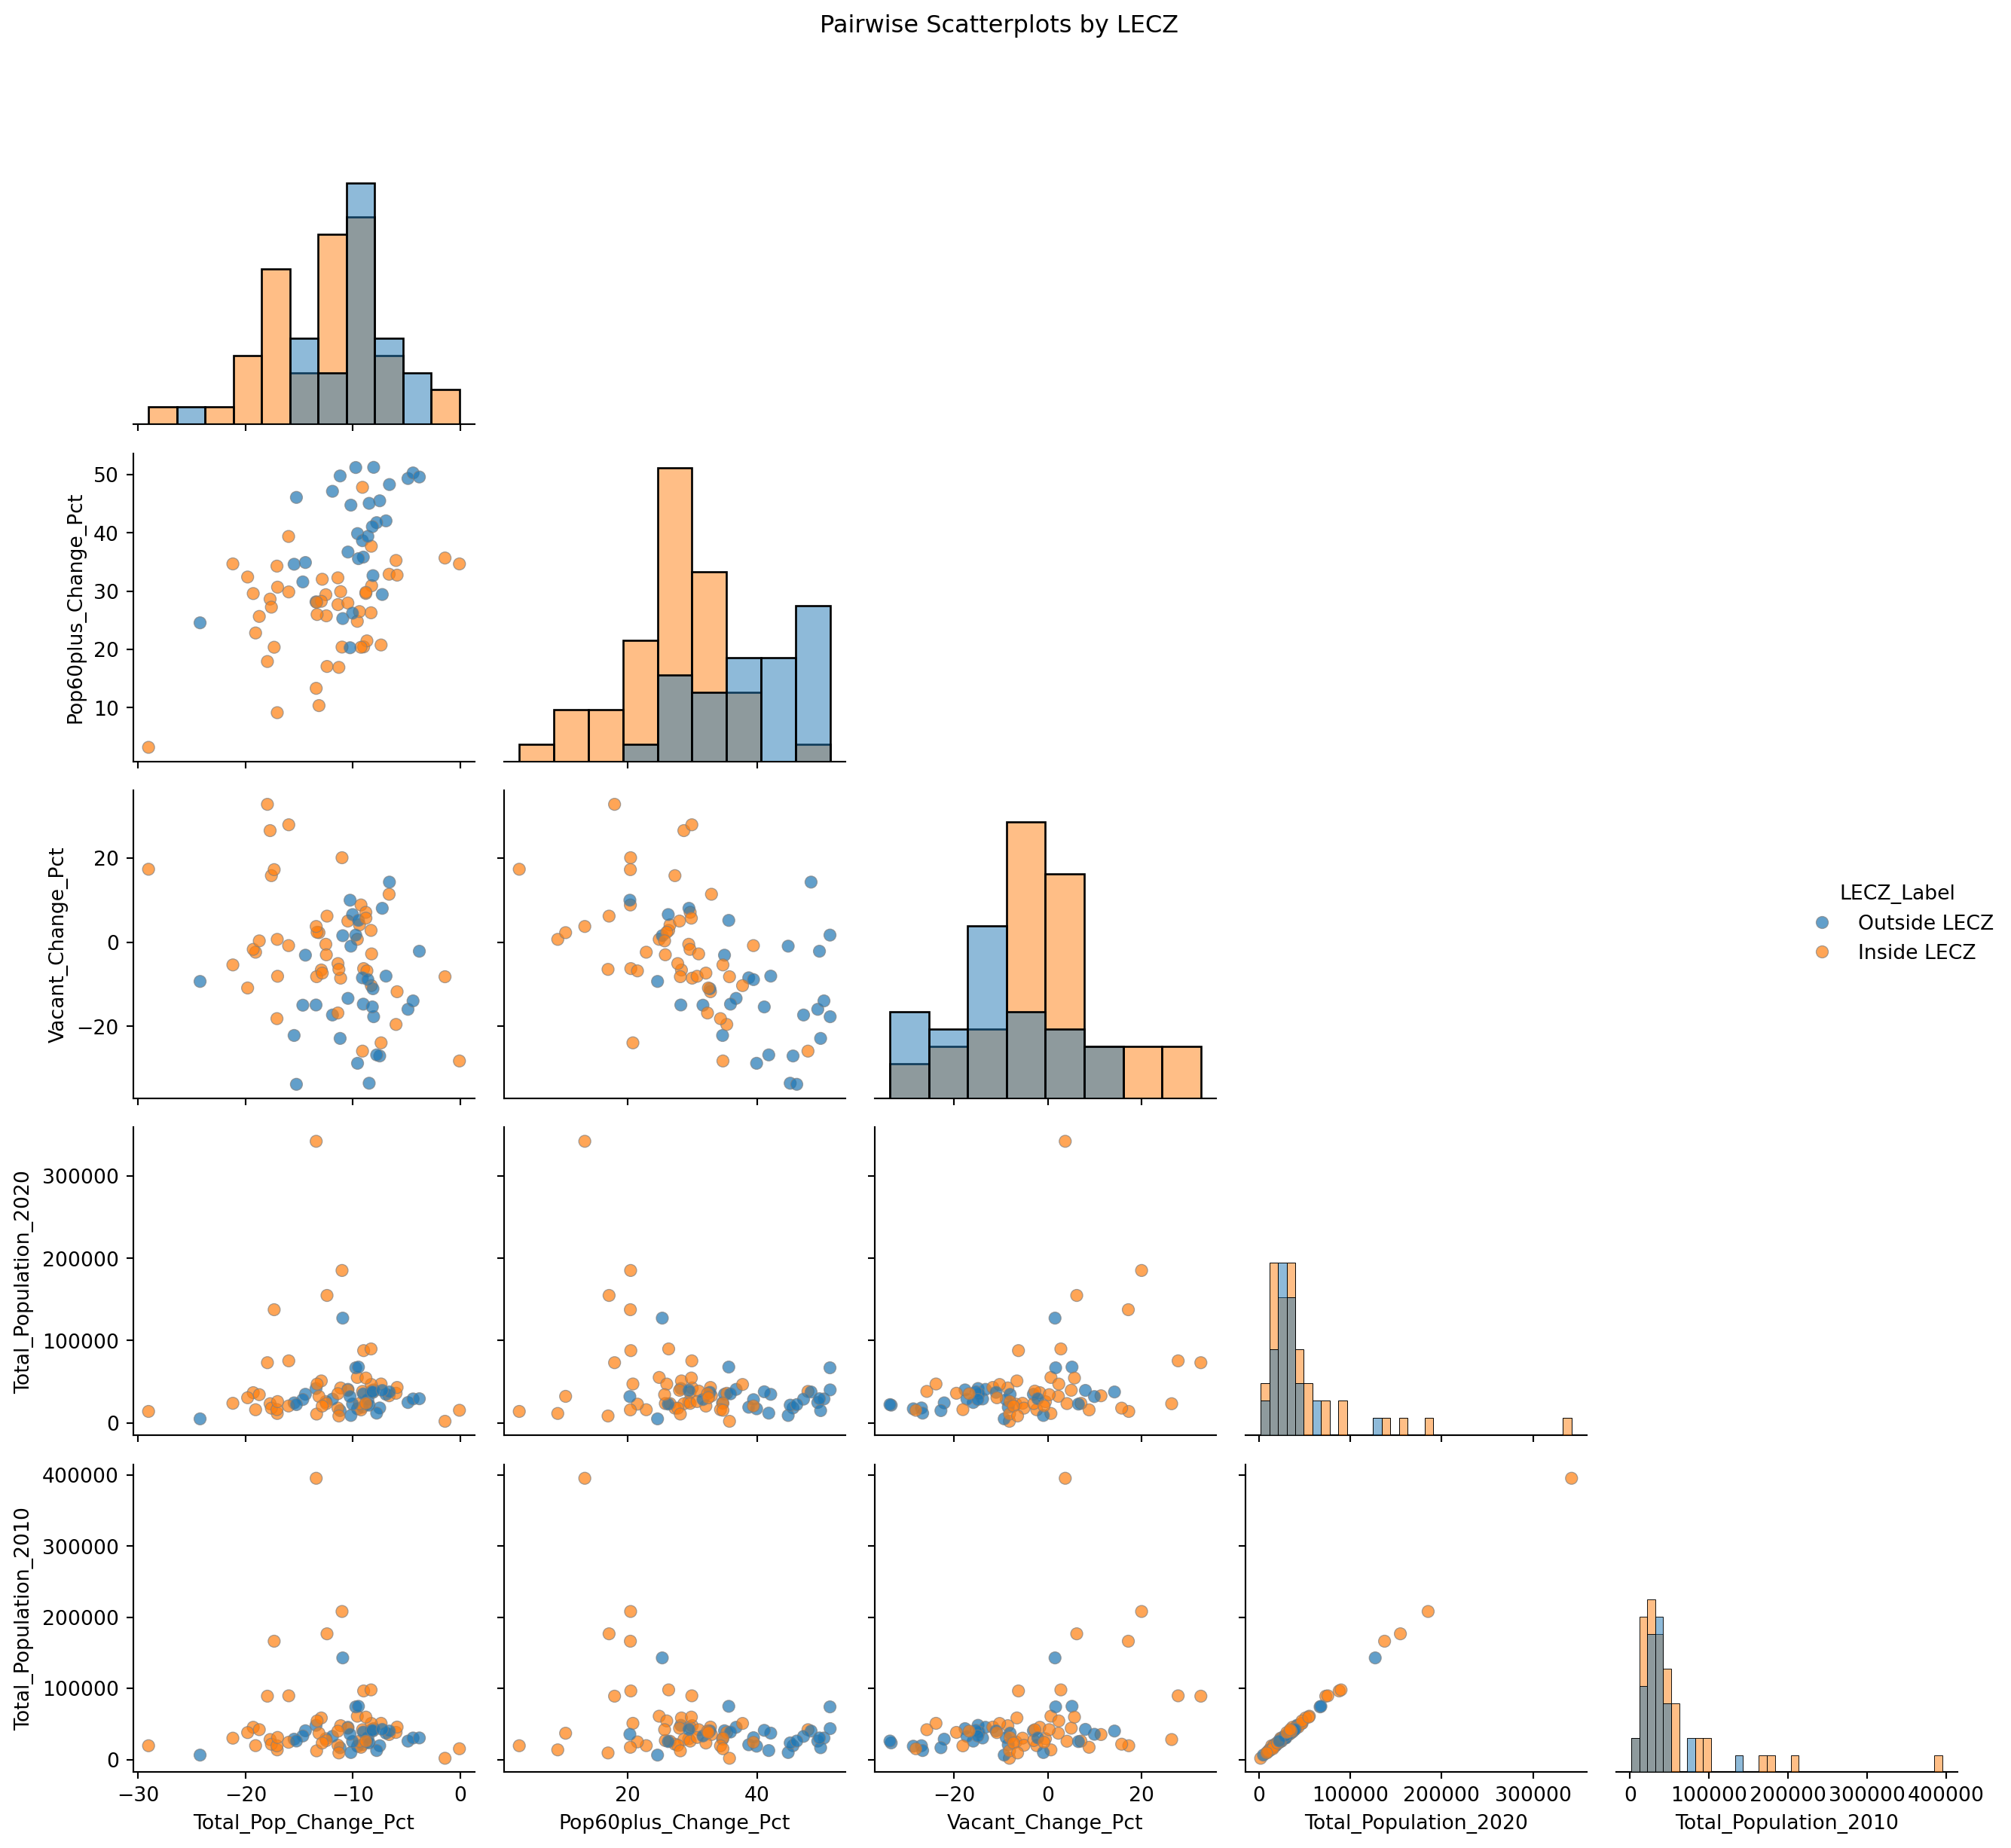 Pairwise Scatterplots by LECZ
Pop60plus_Change_Pct
50
40
30
20
10
Vacant_Change_Pct
20
0
−20
LECZ_Label
Outside LECZ
Inside LECZ
Total_Population_2020
300000
200000
100000
0
Total_Population_2010
400000
300000
200000
100000
0
−30 −20 −10 0
20 40
−20 0 20
0 100000 200000 300000
0 100000 200000 300000 400000
Total_Pop_Change_Pct
Pop60plus_Change_Pct
Vacant_Change_Pct
Total_Population_2020
Total_Population_2010